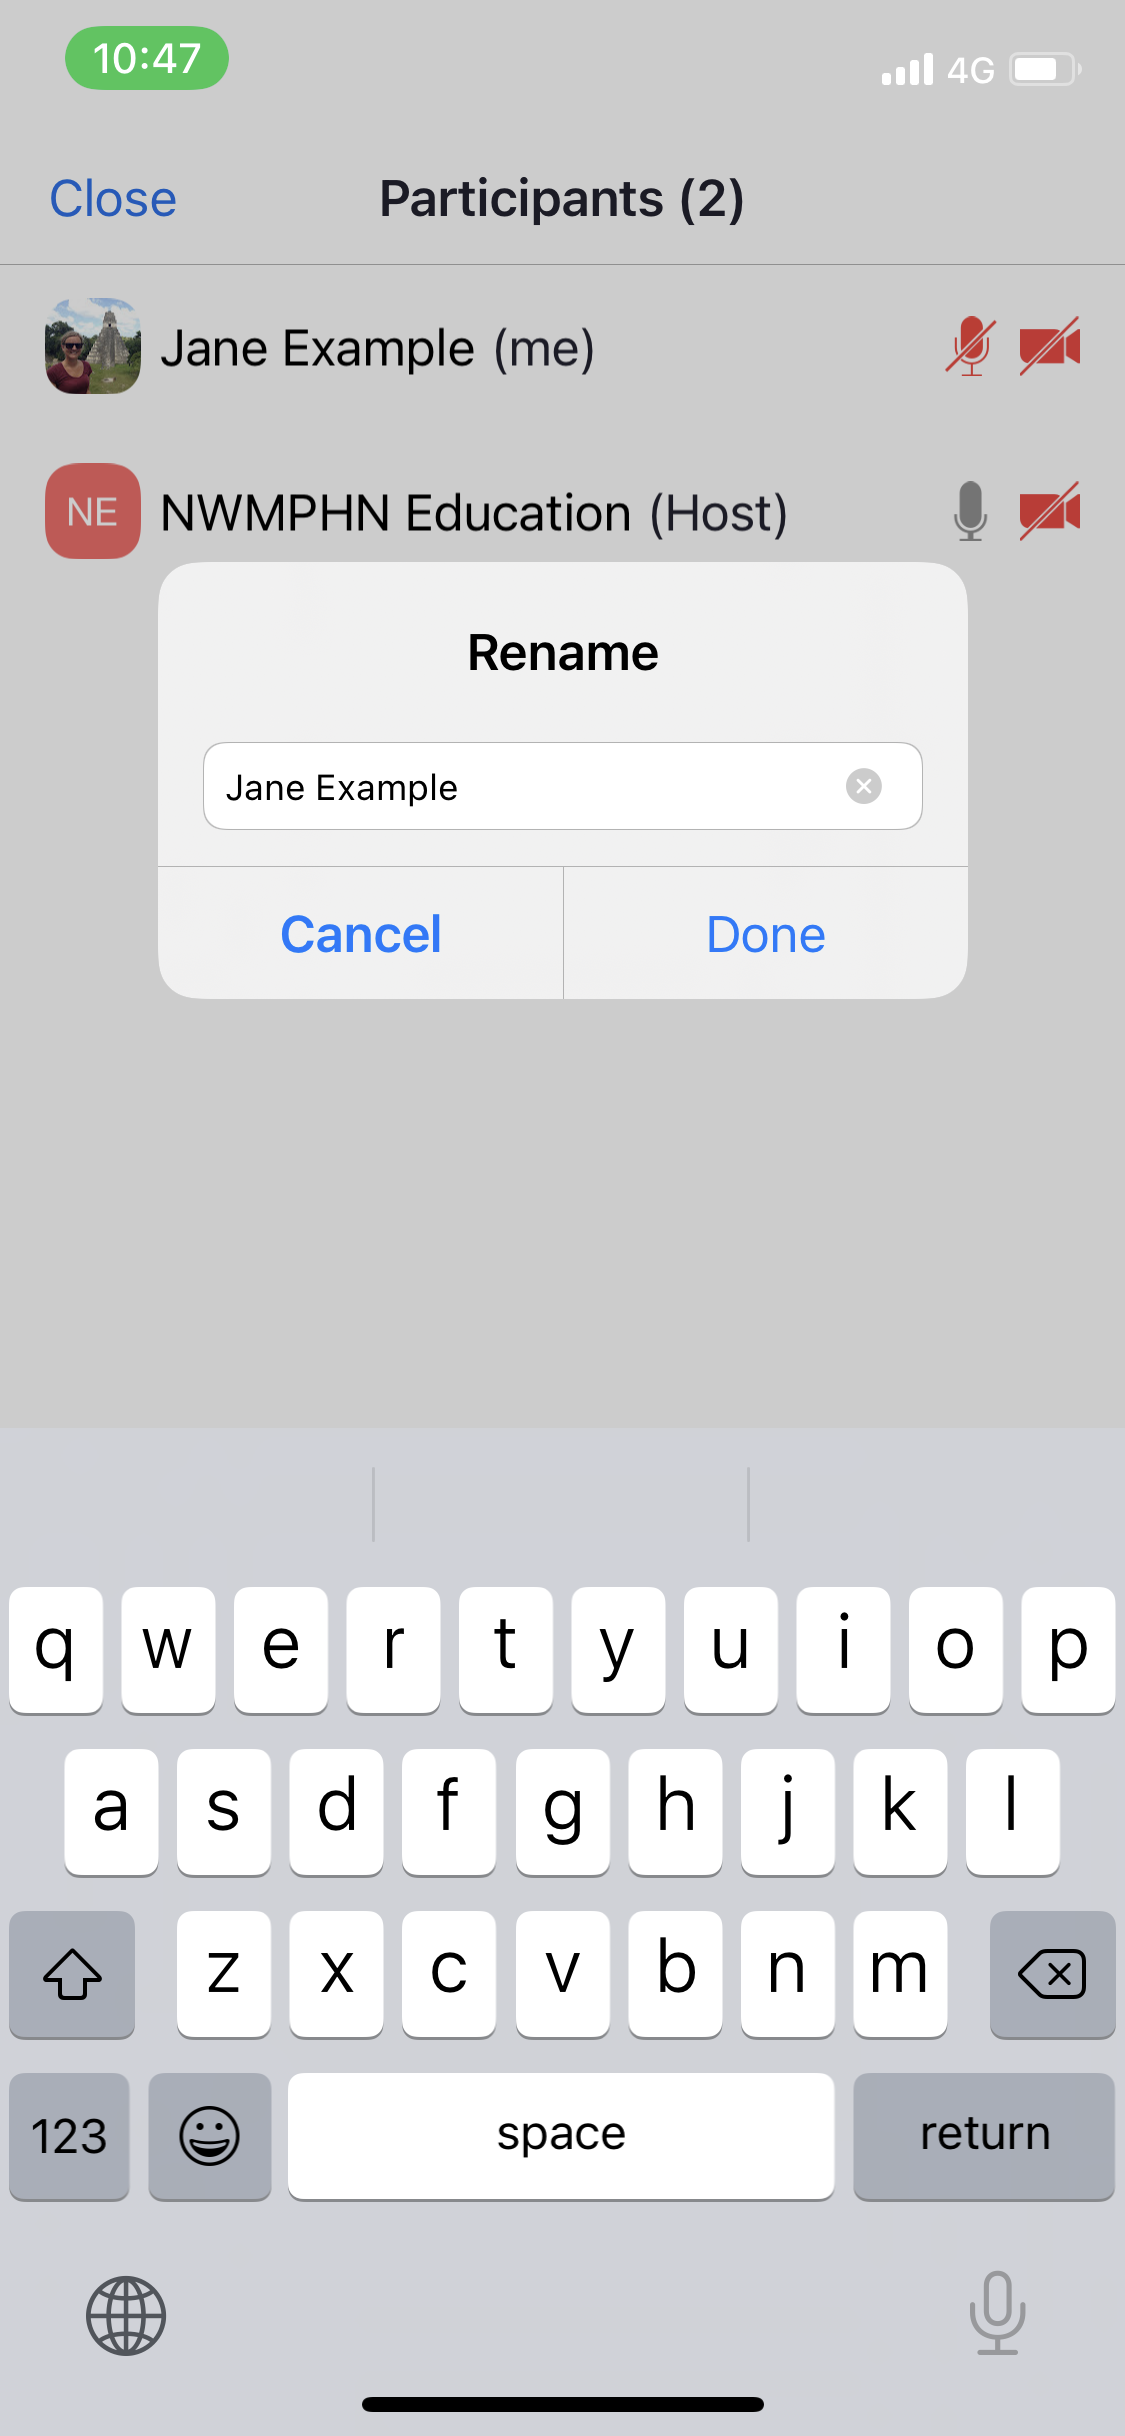 10:47
4G
Close
Participants (2)
Jane Example (me)
NE
NWMPHN Education (Host)
Rename
Jane Example
Cancel
Done
q w e r t y u i o p
a s d f g h j k l
z x c v b n m
123
space
return